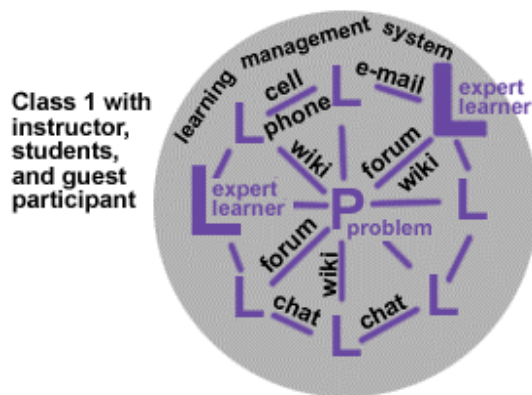 learning management system
Class 1 with
instructor,
students,
and guest
participant
cell
phone
L
e-mail
L
expert
learner
L
wiki
forum
wiki
L
expert
learner
P
problem
L
forum
wiki
L
chat
L
chat
L